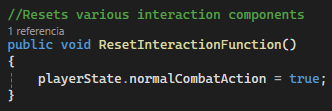 //Resets various interaction components
1 referencia
public void ResetInteractionFunction()
{
    playerState.normalCombatAction = true;
}